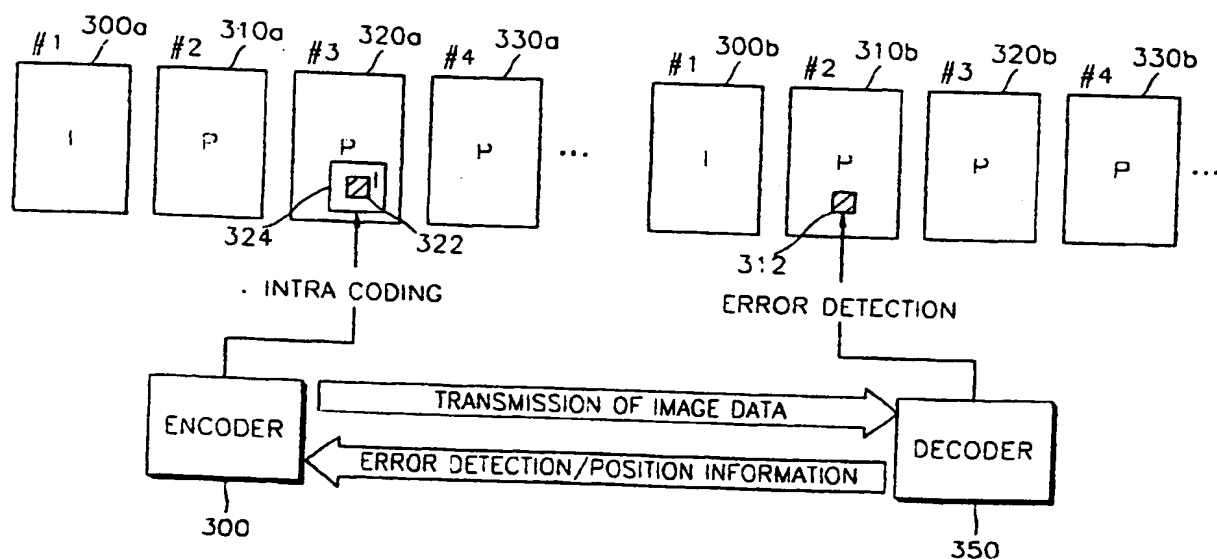 #1 300a #2 310a #3 320a #4 330a
#1 300b #2 310b #3 320b #4 330b
I P P P ... I P P P ...
I
324 322 312
INTRA CODING ERROR DETECTION
TRANSMISSION OF IMAGE DATA
ENCODER DECODER
ERROR DETECTION/POSITION INFORMATION
300 350